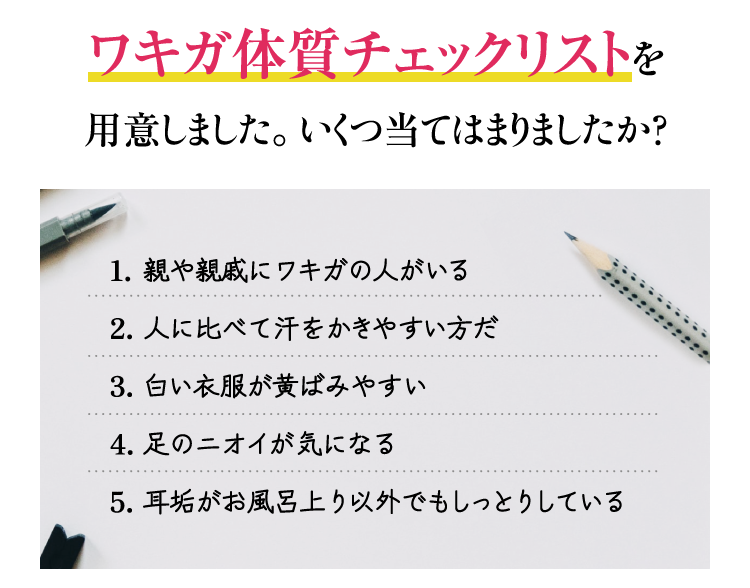 ワキガ体質チェックリストを
用意しました。いくつ当てはまりましたか?
1. 親や親戚にワキガの人がいる
2. 人に比べて汗をかきやすい方だ
3. 白い衣服が黄ばみやすい
4. 足のニオイが気になる
5. 耳垢がお風呂上り以外でもしっとりしている